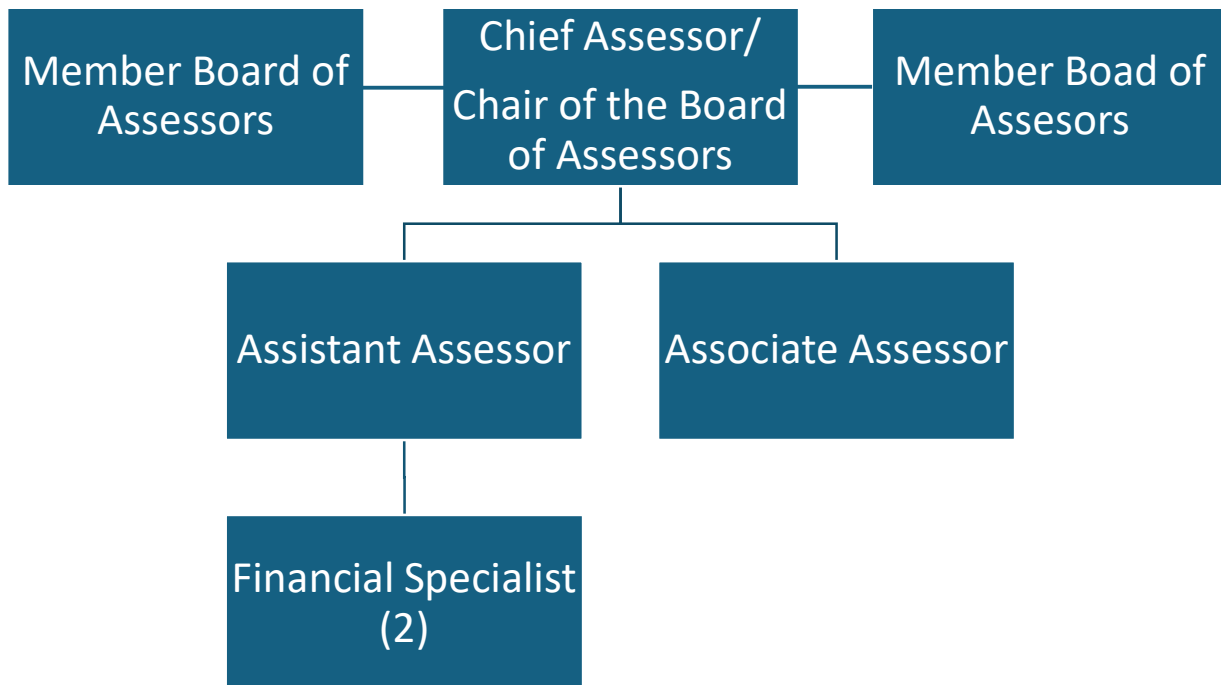 Member Board of
Assessors
Chief Assessor/
Chair of the Board
of Assessors
Member Boad of
Assesors
Assistant Assessor
Associate Assessor
Financial Specialist
(2)